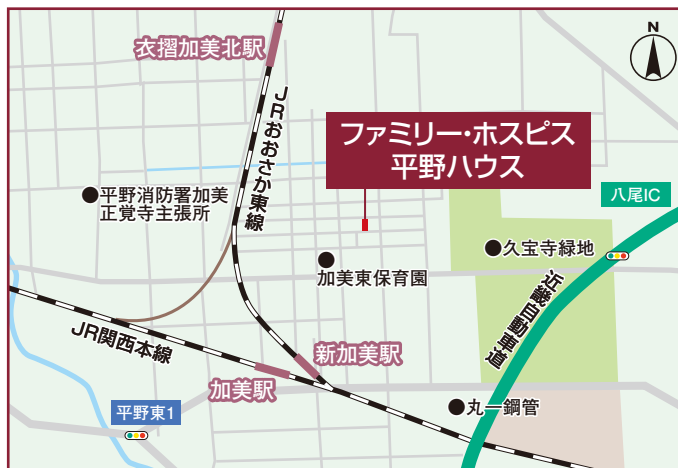 衣摺加美北駅
N
JRおおさか東線
ファミリー・ホスピス
平野ハウス
八尾IC
平野消防署加美
正覚寺主張所
久宝寺緑地
加美東保育園
近畿自動車道
JR関西本線
新加美駅
加美駅
平野東1
丸一鋼管